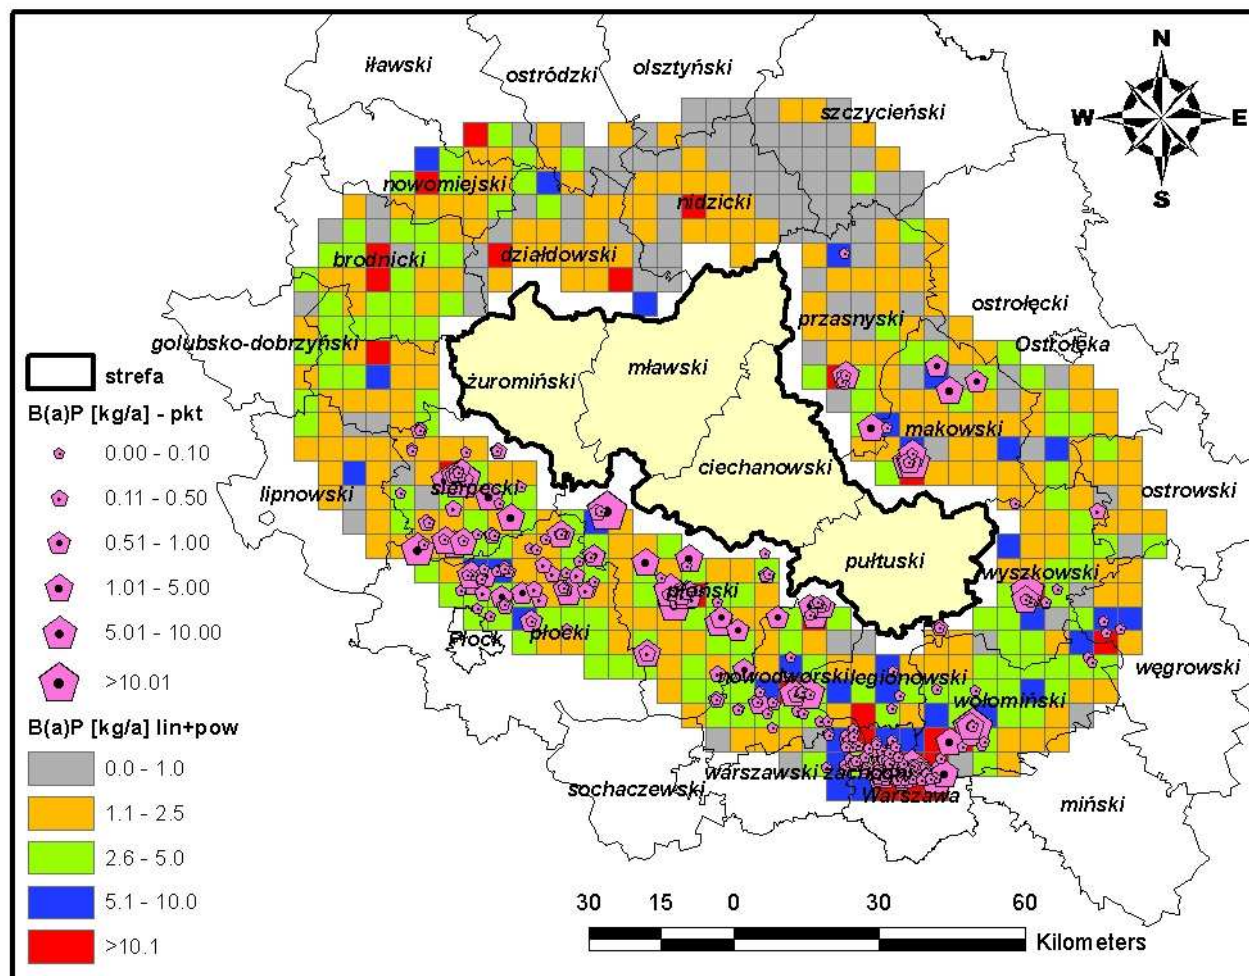 N
W
E
S
iławski
ostródzki
olsztyński
szczycieński
nowomiejski
nidzicki
brodnicki
działdowski
ostrołęcki
przasnyski
Ostrołęka
golubsko-dobrzyński
żuromiński
mławski
makowski
ciechanowski
sierpecki
lipnowski
ostrowski
pułtuski
wyszkowski
płoński
płocki
Płock
węgrowski
nowodworski
legionowski
wołomiński
warszawski zachodni
Warszawa
sochaczewski
miński
strefa
B(a)P [kg/a] - pkt
0.00 - 0.10
0.11 - 0.50
0.51 - 1.00
1.01 - 5.00
5.01 - 10.00
>10.01
B(a)P [kg/a] lin+pow
0.0 - 1.0
1.1 - 2.5
2.6 - 5.0
5.1 - 10.0
>10.1
30 15 0 30 60
Kilometers